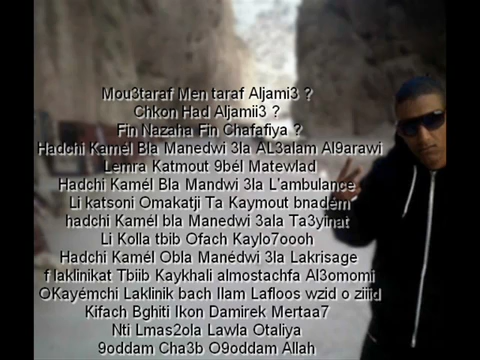 Mou3taraf Men taraf Aljami3 ?
Chkon Had Aljamii3 ?
Fin Nazaha Fin Chafafiya ?
Hadchi Kamél Bla Manedwi 3la AL3alam Al9arawi
Lemra Katmout 9bél Matewlad
Hadchi Kamél Bla Mandwi 3la L'ambulance
Li katsoni Omakatji Ta Kaymout bnadém
hadchi Kamél bla Manedwi 3ala Ta3yinat
Li Kolla tbib Ofach Kaylo7oooh
Hadchi Kamél Obla Manédwi 3la Lakrisage
f laklinikat Tbiib Kaykhali almostachfa Al3omomi
OKayémchi Laklinik bach Ilam Lafloos wzid o ziiid
Kifach Bghiti Ikon Damirek Mertaa7
Nti Lmas2ola Lawla Otaliya
9oddam Cha3b O9oddam Allah